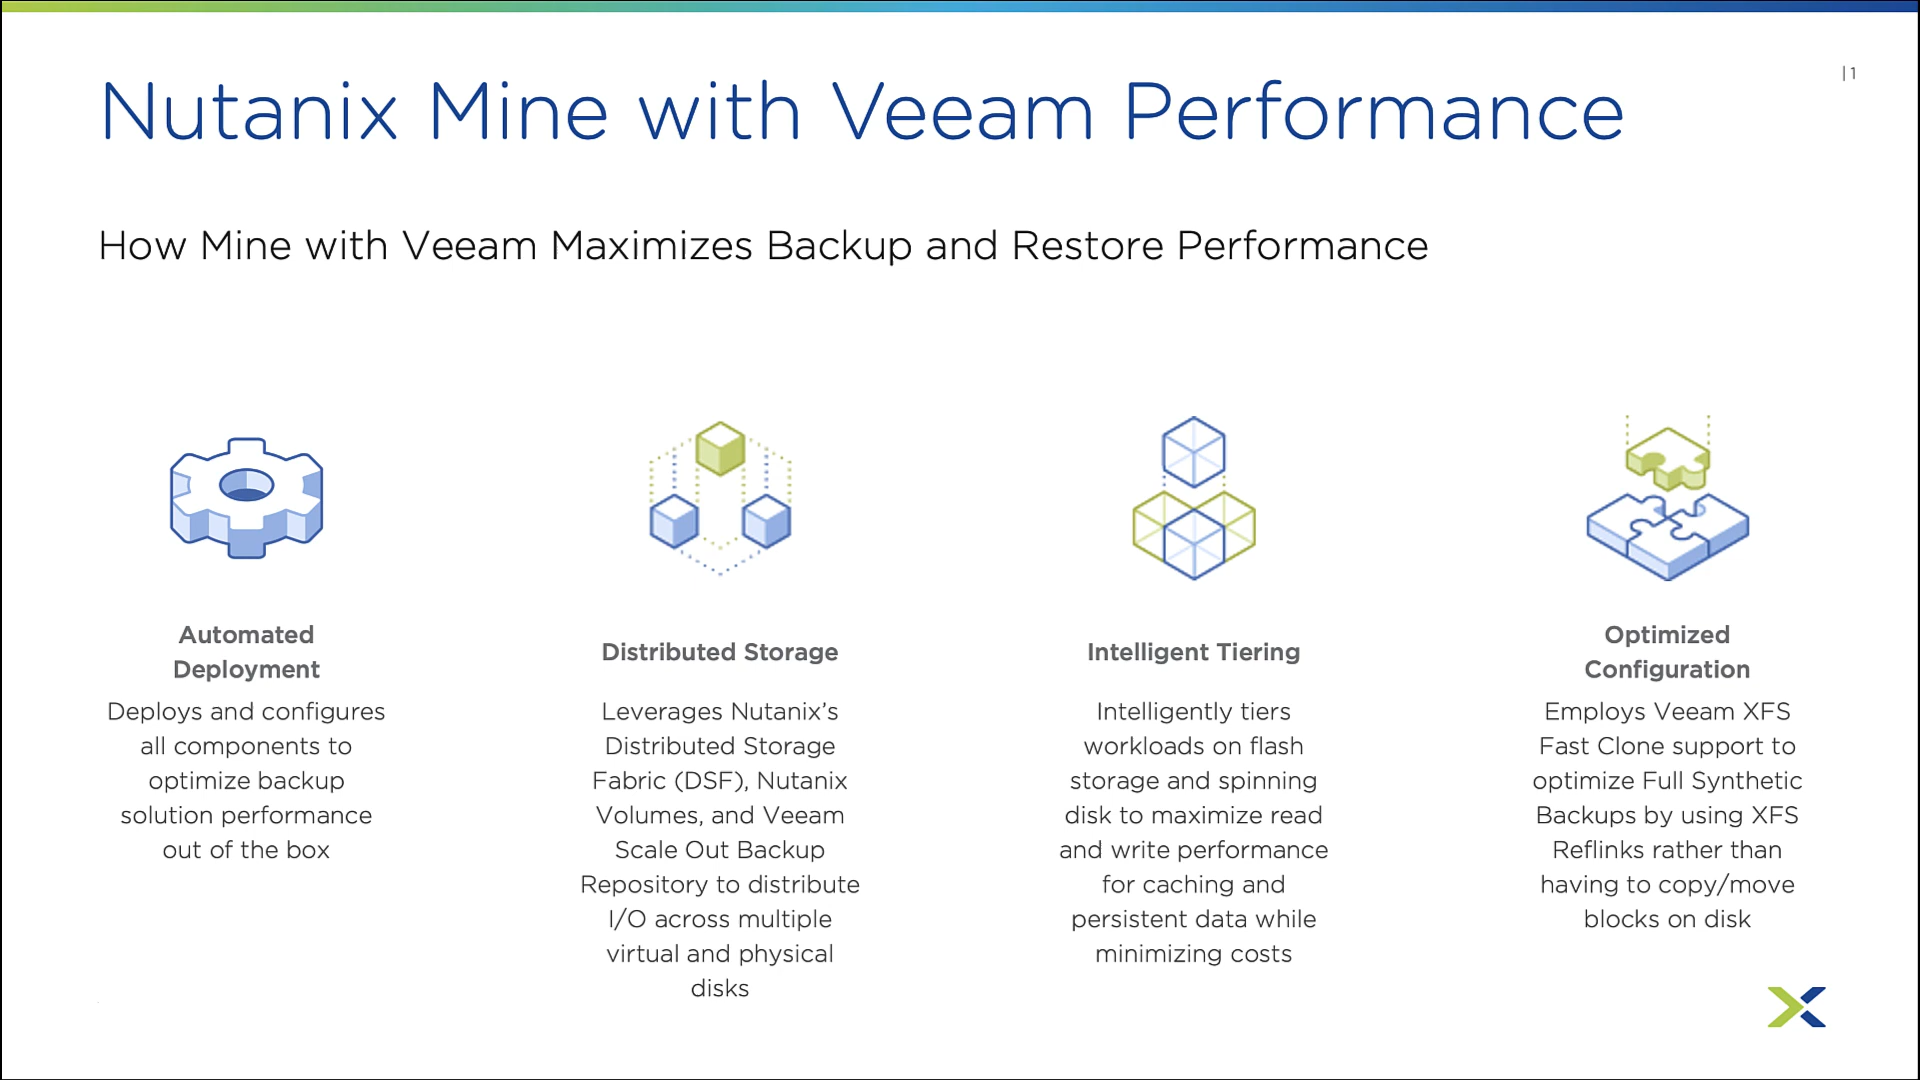 | 1
Nutanix Mine with Veeam Performance
How Mine with Veeam Maximizes Backup and Restore Performance
Automated
Deployment
Deploys and configures
all components to
optimize backup
solution performance
out of the box
Distributed Storage
Leverages Nutanix’s
Distributed Storage
Fabric (DSF), Nutanix
Volumes, and Veeam
Scale Out Backup
Repository to distribute
I/O across multiple
virtual and physical
disks
Intelligent Tiering
Intelligently tiers
workloads on flash
storage and spinning
disk to maximize read
and write performance
for caching and
persistent data while
minimizing costs
Optimized
Configuration
Employs Veeam XFS
Fast Clone support to
optimize Full Synthetic
Backups by using XFS
Reflinks rather than
having to copy/move
blocks on disk